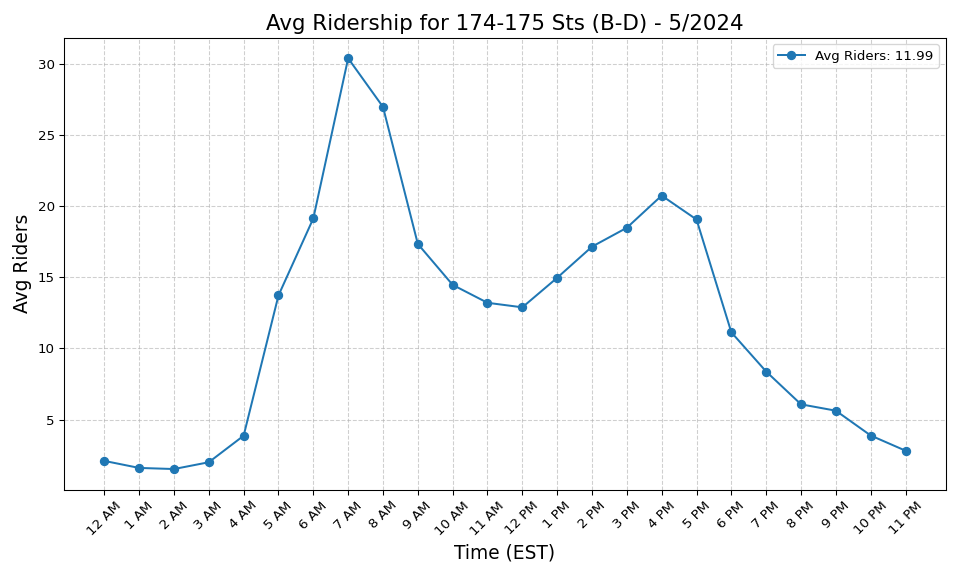 Avg Ridership for 174-175 Sts (B-D) - 5/2024
Avg Riders: 11.99
30
25
20
15
10
5
Avg Riders
12 AM
1 AM
2 AM
3 AM
4 AM
5 AM
6 AM
7 AM
8 AM
9 AM
10 AM
11 AM
12 PM
1 PM
2 PM
3 PM
4 PM
5 PM
6 PM
7 PM
8 PM
9 PM
10 PM
11 PM
Time (EST)